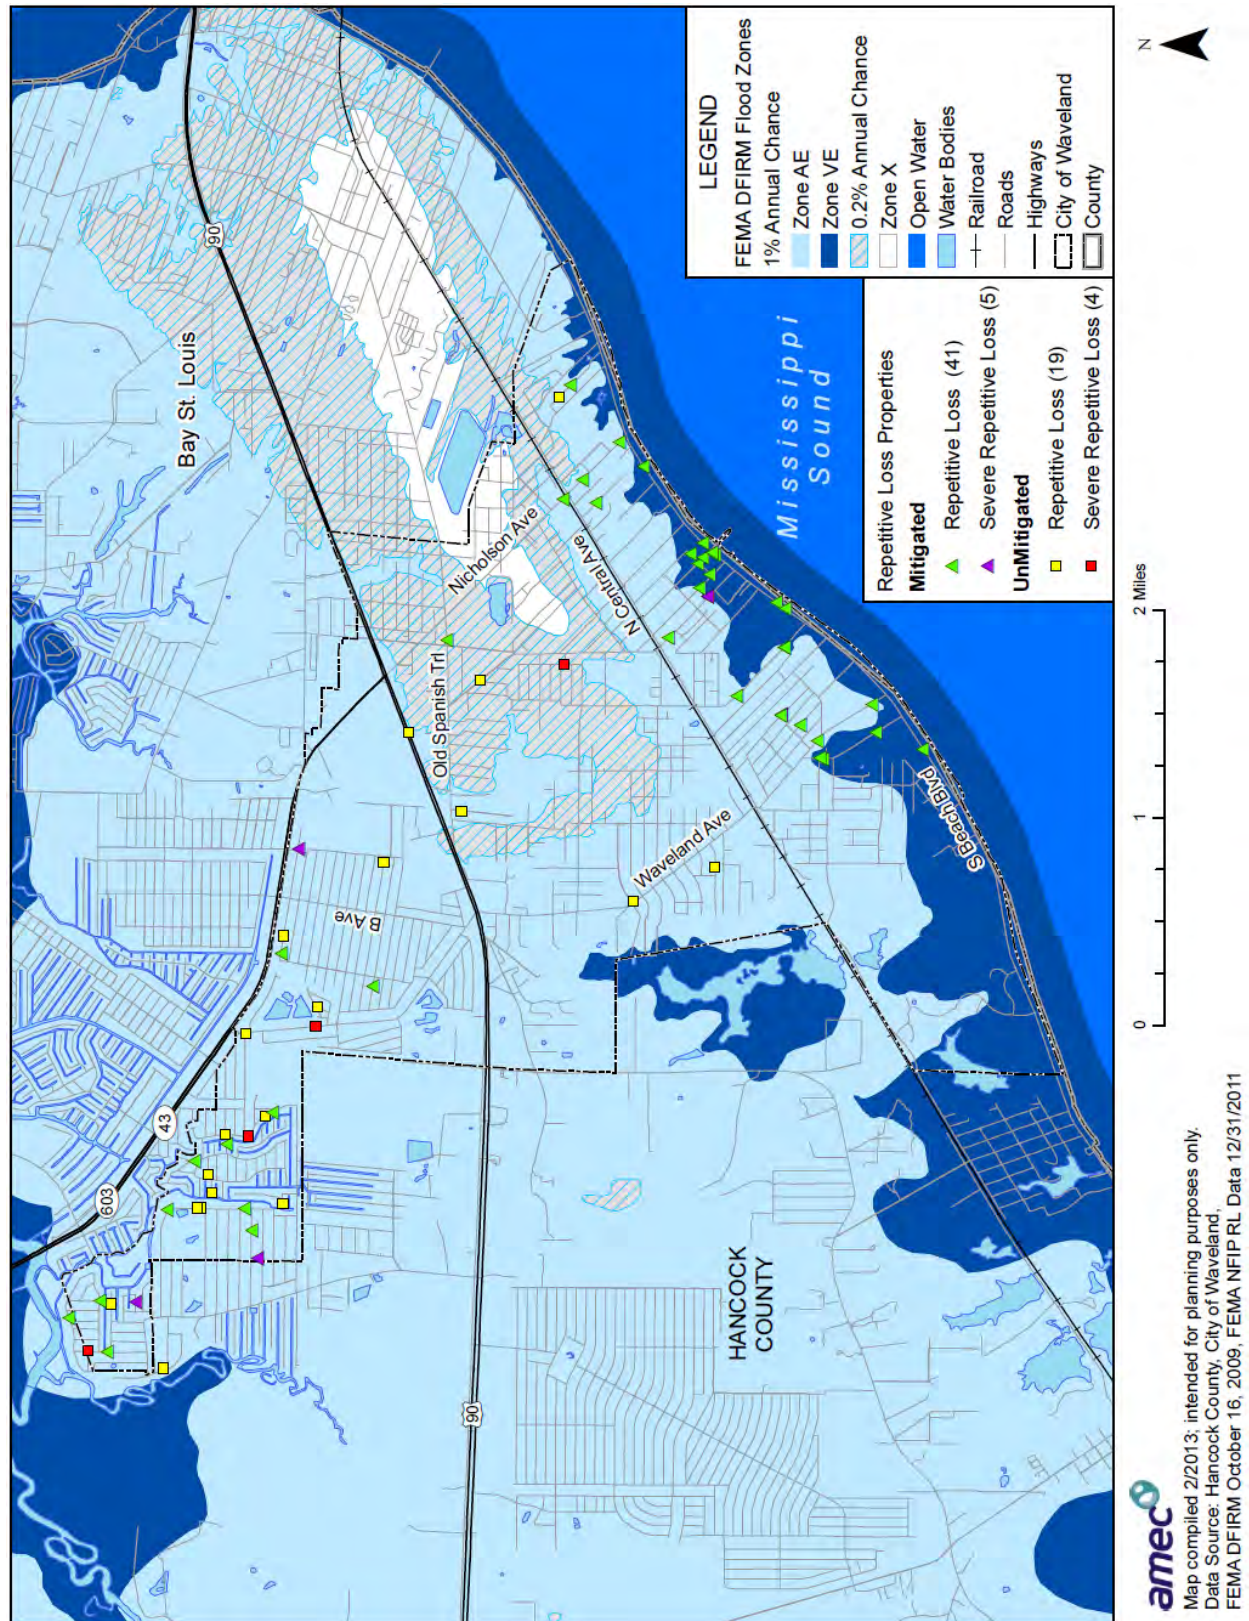 Bay St. Louis
90
43
603
90
Nicholson Ave
N Central Ave
Old Spanish Trl
B Ave
Waveland Ave
S Beach Blvd
Mississippi
Sound
HANCOCK
COUNTY
LEGEND
FEMA DFIRM Flood Zones
1% Annual Chance
Zone AE
Zone VE
0.2% Annual Chance
Zone X
Open Water
Water Bodies
Railroad
Roads
Highways
City of Waveland
County
Repetitive Loss Properties
Mitigated
Repetitive Loss (41)
Severe Repetitive Loss (5)
UnMitigated
Repetitive Loss (19)
Severe Repetitive Loss (4)
N
0 1 2 Miles
amec
Map compiled 2/2013; intended for planning purposes only.
Data Source: Hancock County, City of Waveland,
FEMA DFIRM October 16, 2009, FEMA NFIP RL Data 12/31/2011